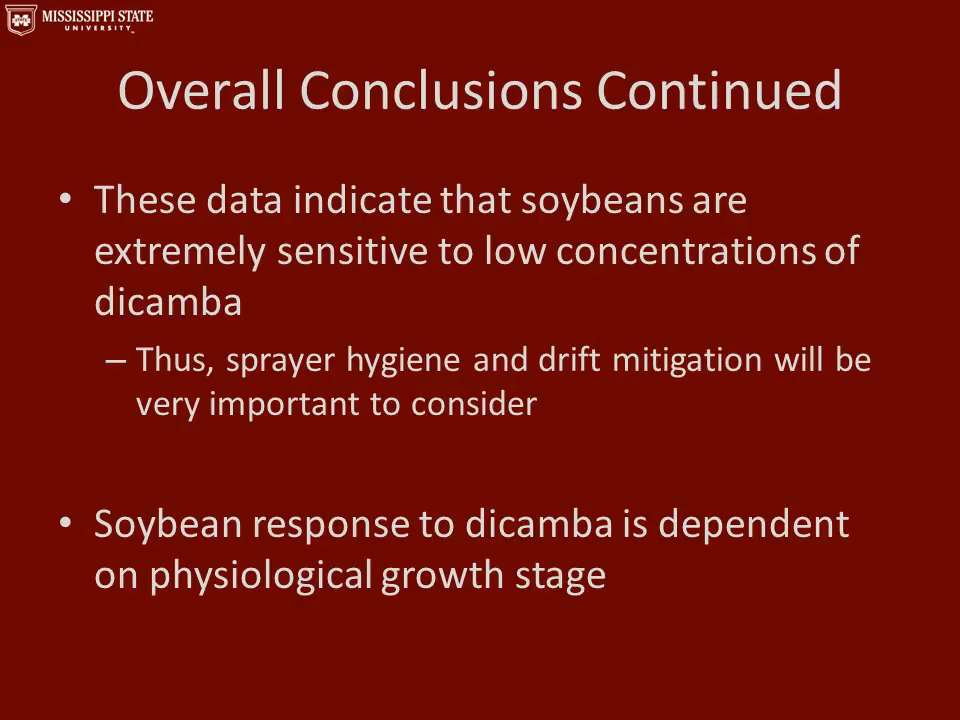 MISSISSIPPI STATE
UNIVERSITY™
Overall Conclusions Continued
• These data indicate that soybeans are
extremely sensitive to low concentrations of
dicamba
– Thus, sprayer hygiene and drift mitigation will be
very important to consider
• Soybean response to dicamba is dependent
on physiological growth stage